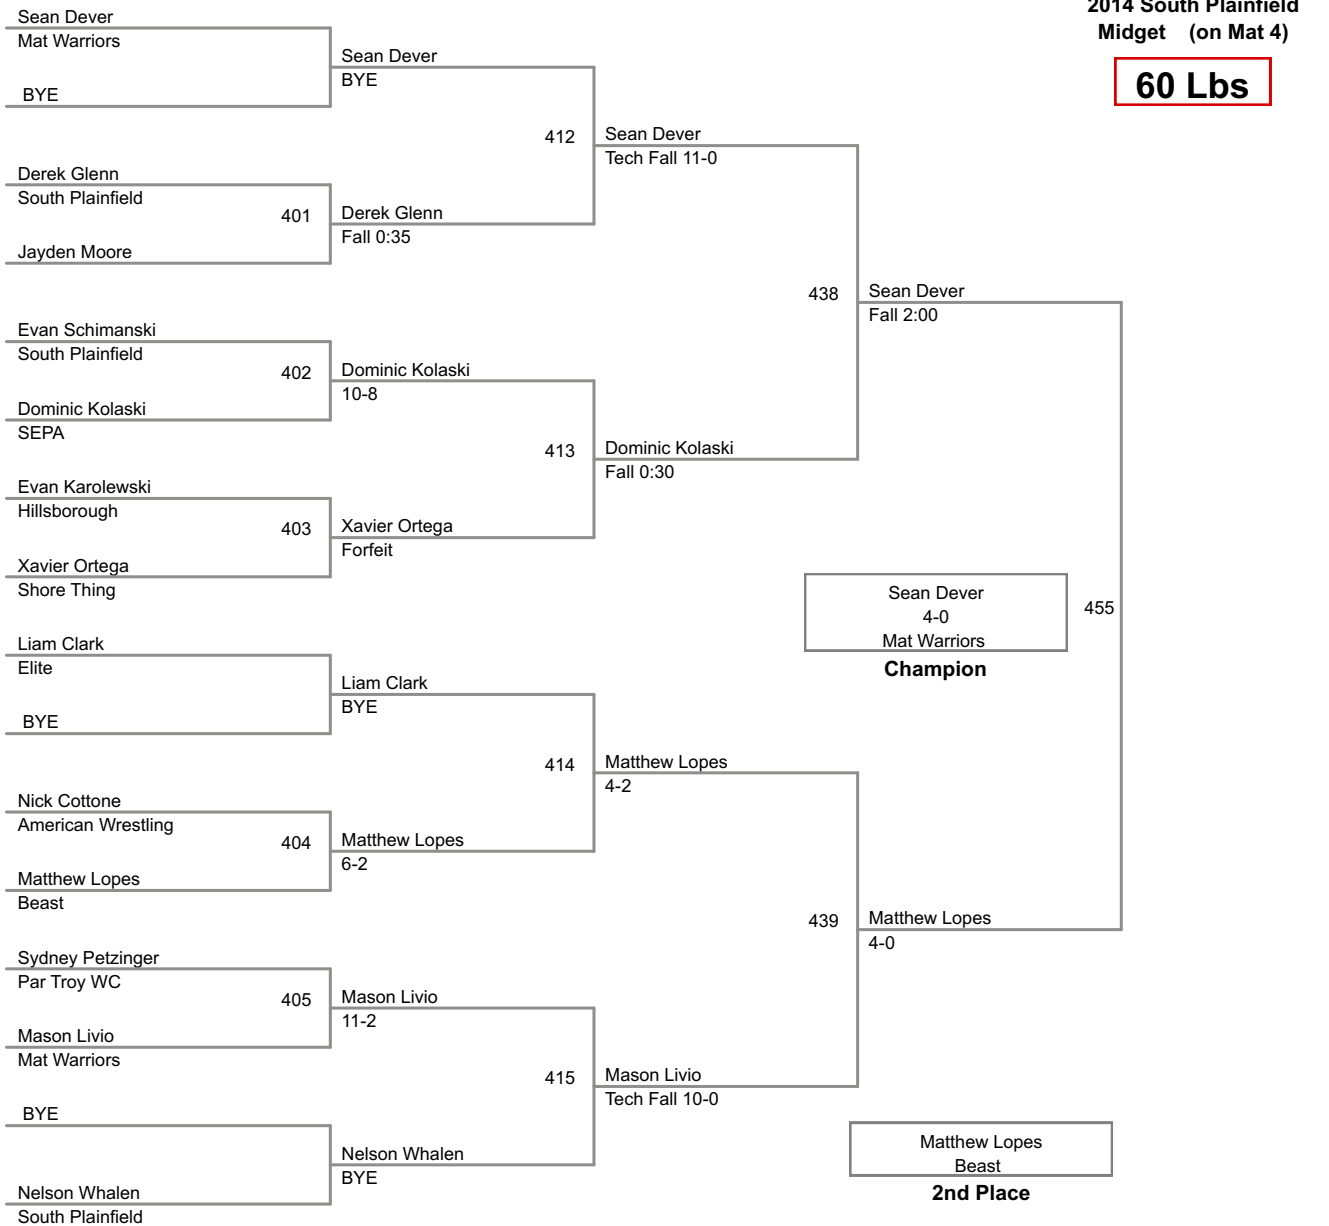 2014 South Plainfield
Midget (on Mat 4)
60 Lbs
Sean Dever
Mat Warriors
BYE
Derek Glenn
South Plainfield
401
Jayden Moore
Evan Schimanski
South Plainfield
402
Dominic Kolaski
SEPA
Evan Karolewski
Hillsborough
403
Xavier Ortega
Shore Thing
Liam Clark
Elite
BYE
Nick Cottone
American Wrestling
404
Matthew Lopes
Beast
Sydney Petzinger
Par Troy WC
405
Mason Livio
Mat Warriors
BYE
Nelson Whalen
South Plainfield
Sean Dever
BYE
412
Derek Glenn
Fall 0:35
Dominic Kolaski
10-8
413
Xavier Ortega
Forfeit
Liam Clark
BYE
414
Matthew Lopes
6-2
Mason Livio
11-2
415
Nelson Whalen
BYE
Sean Dever
Tech Fall 11-0
438
Dominic Kolaski
Fall 0:30
Matthew Lopes
4-2
439
Mason Livio
Tech Fall 10-0
Sean Dever
Fall 2:00
455
Matthew Lopes
4-0
Sean Dever
4-0
Mat Warriors
Champion
Matthew Lopes
Beast
2nd Place